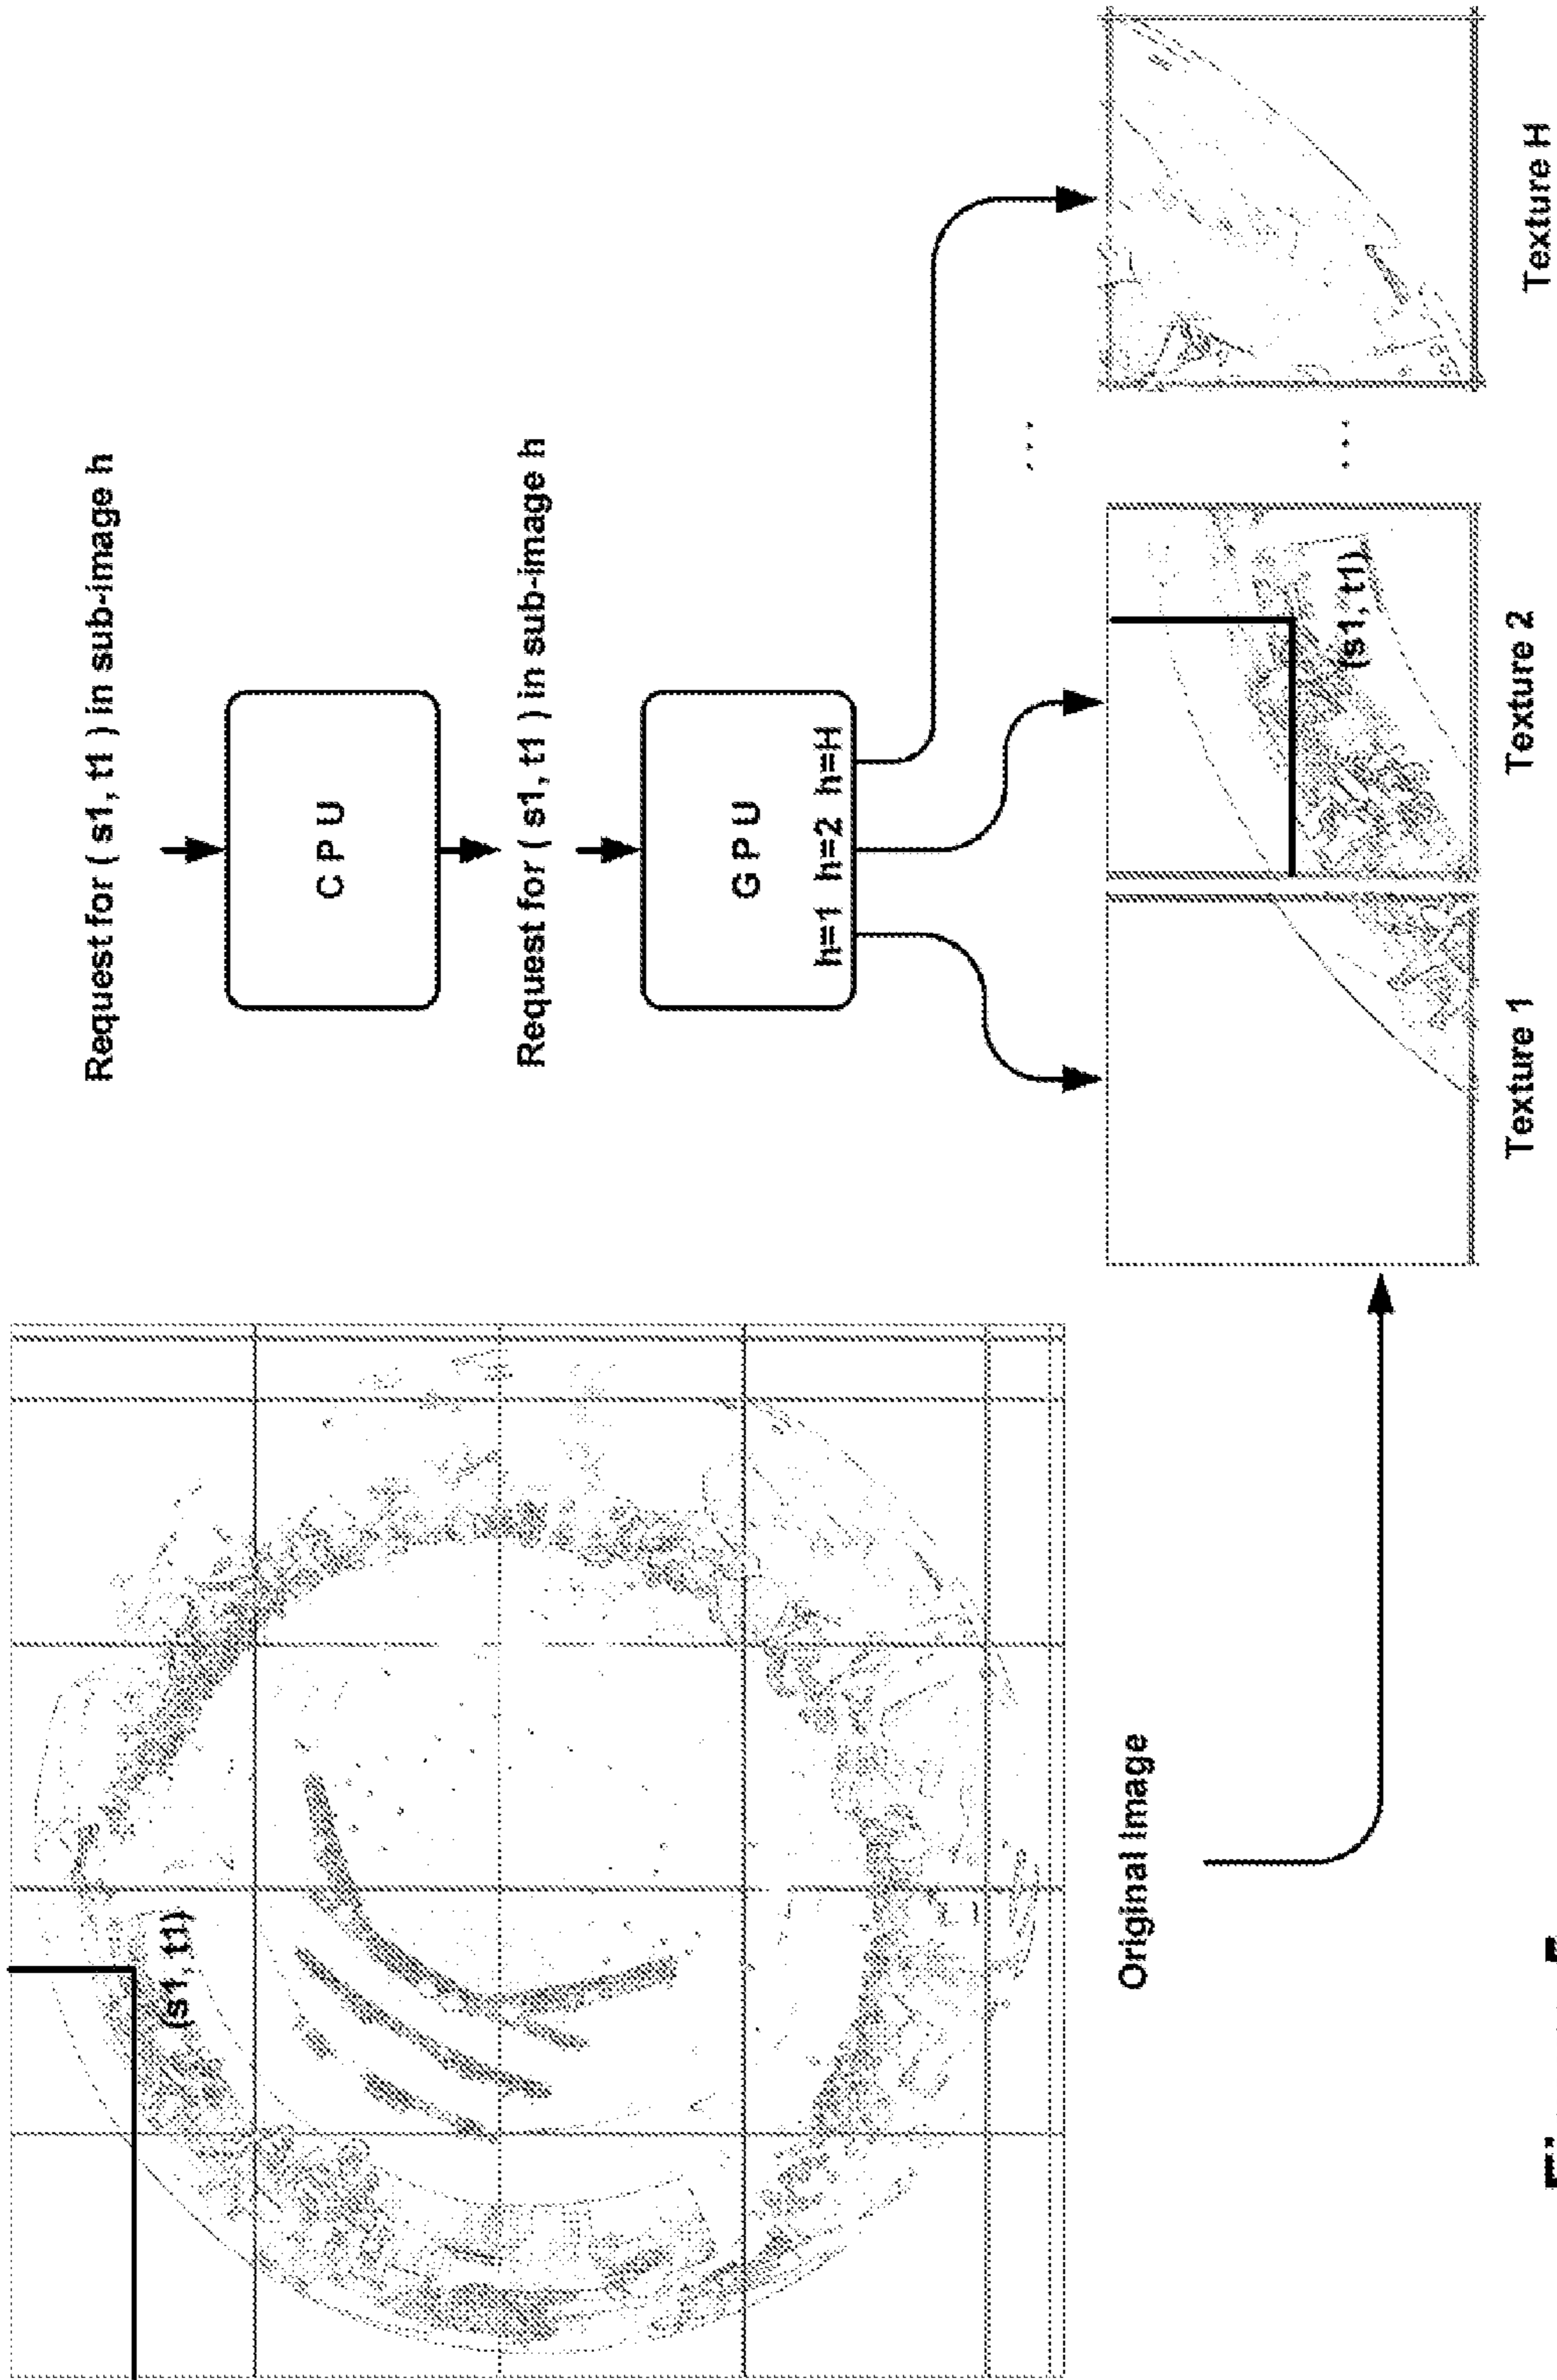 (s1, t1)
Original Image
Request for ( s1, t1 ) in sub-image h
C P U
Request for ( s1, t1 ) in sub-image h
G P U
h=1 h=2 h=H
...
(s1, t1)
...
Texture 1
Texture 2
Texture H